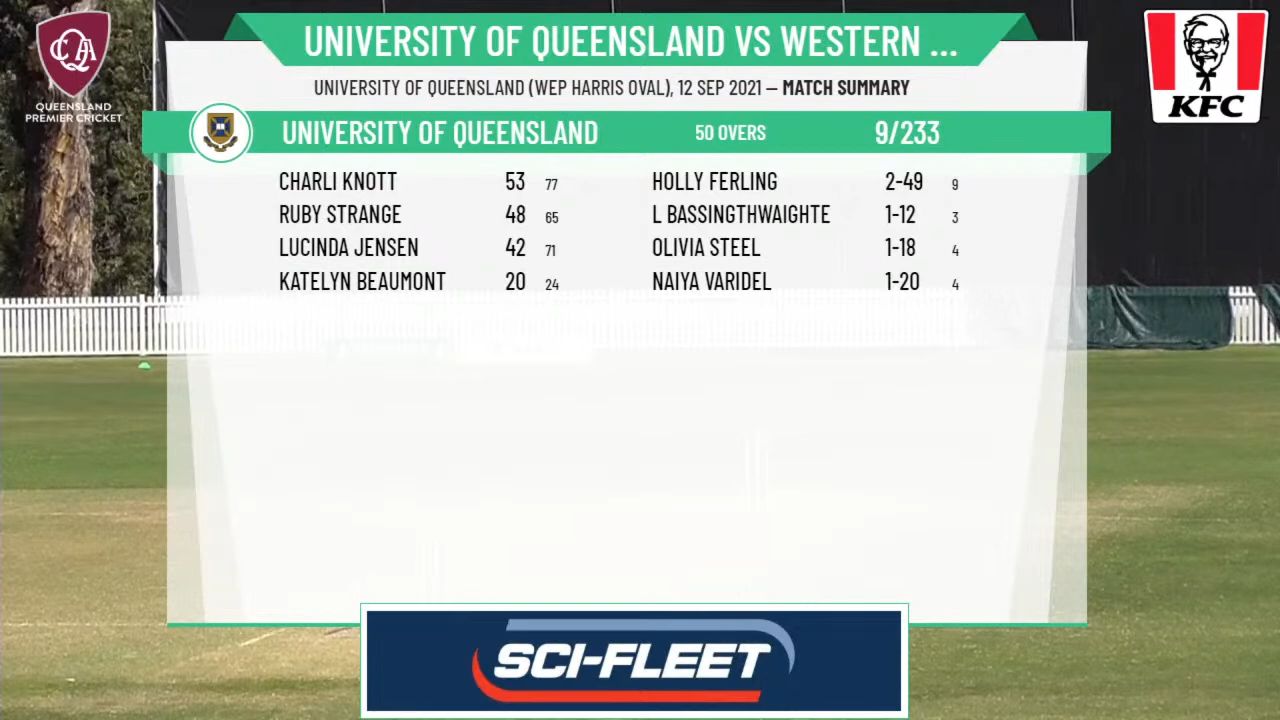 QUEENSLAND
PREMIER CRICKET
UNIVERSITY OF QUEENSLAND VS WESTERN ...
KFC
UNIVERSITY OF QUEENSLAND (WEP HARRIS OVAL), 12 SEP 2021 – MATCH SUMMARY
UNIVERSITY OF QUEENSLAND 50 OVERS 9/233
CHARLI KNOTT 53 77 HOLLY FERLING 2-49 9
RUBY STRANGE 48 65 L BASSINGTHWAIGHTE 1-12 3
LUCINDA JENSEN 42 71 OLIVIA STEEL 1-18 4
KATELYN BEAUMONT 20 24 NAIYA VARIDEL 1-20 4
SCI-FLEET